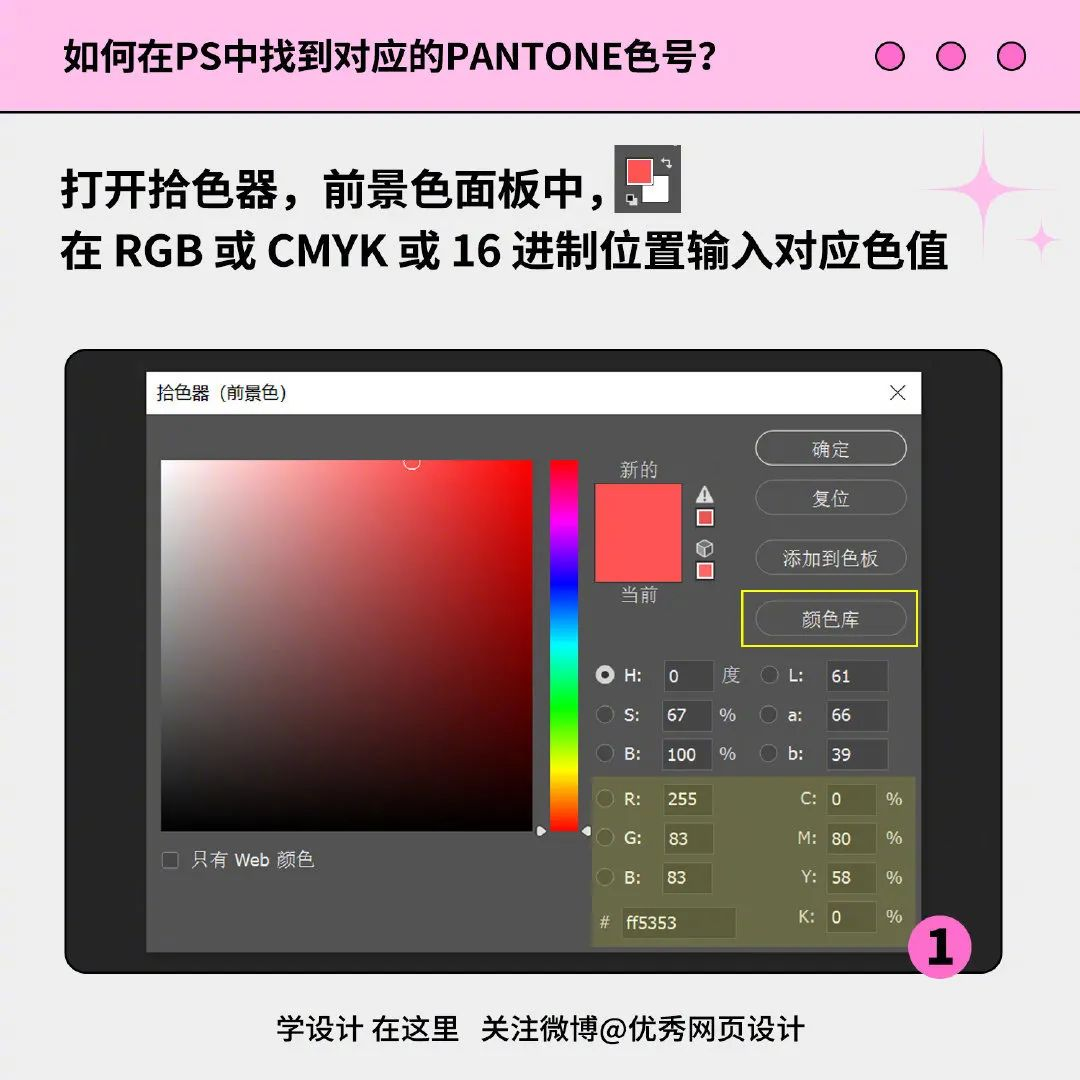 如何在PS中找到对应的PANTONE色号?
打开拾色器，前景色面板中，
在 RGB 或 CMYK 或 16 进制位置输入对应色值
拾色器（前景色）
确定
新的
复位
添加到色板
当前
颜色库
H: 0 度 L: 61
S: 67 % a: 66
B: 100 % b: 39
R: 255 C: 0 %
G: 83 M: 80 %
只有 Web 颜色
B: 83 Y: 58 %
# ff5353 K: 0 %
1
学设计 在这里 关注微博@优秀网页设计